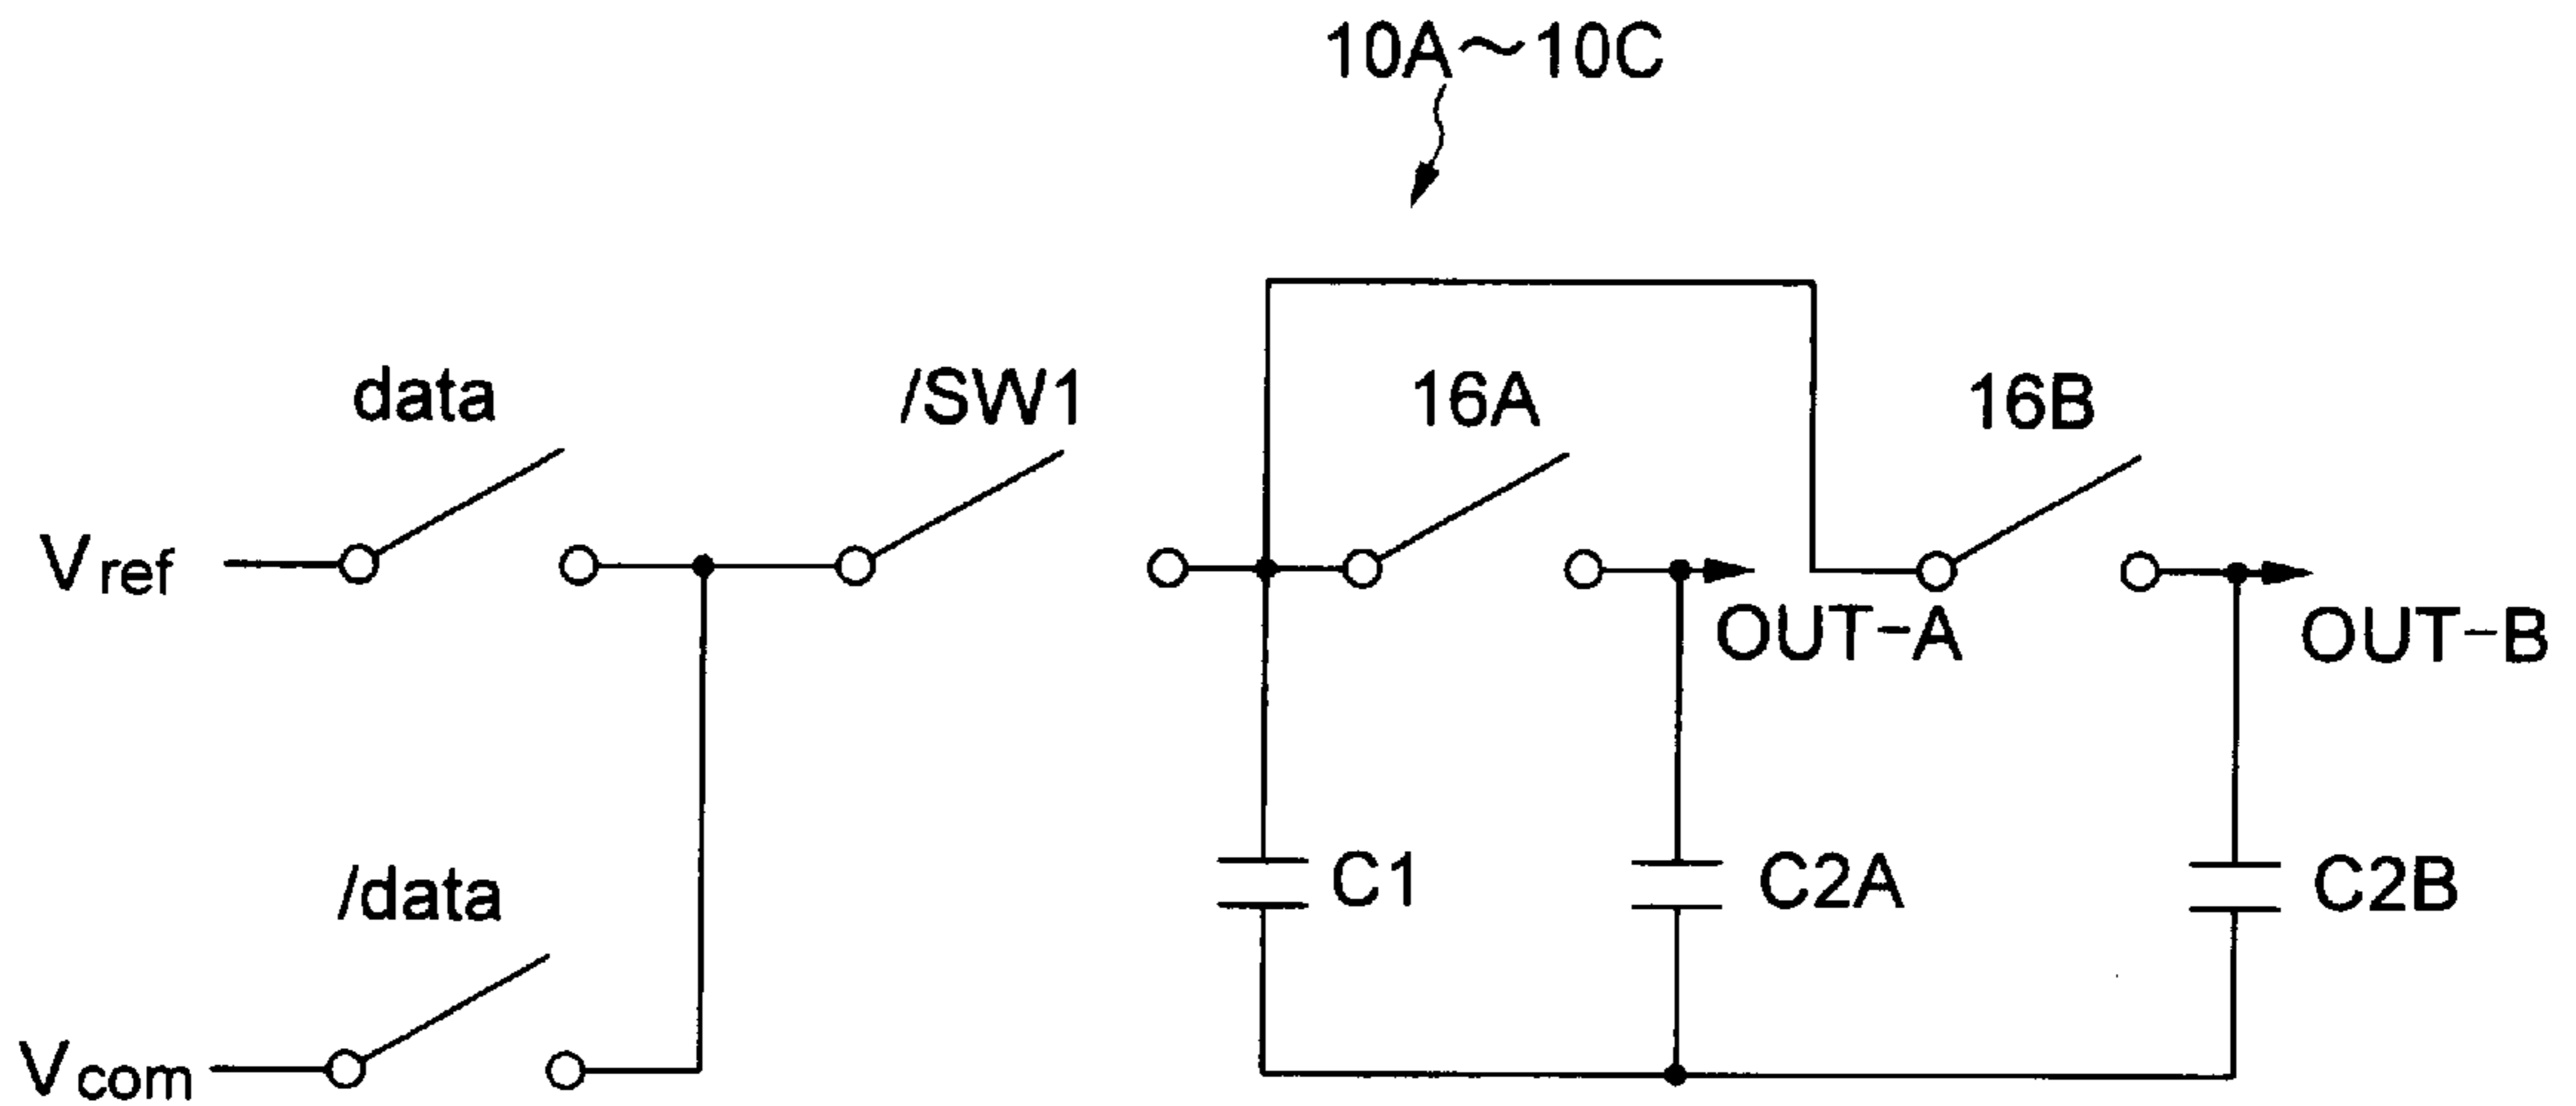 10A～10C
data
/SW1
16A
16B
Vref
OUT-A
OUT-B
/data
C1
C2A
C2B
Vcom